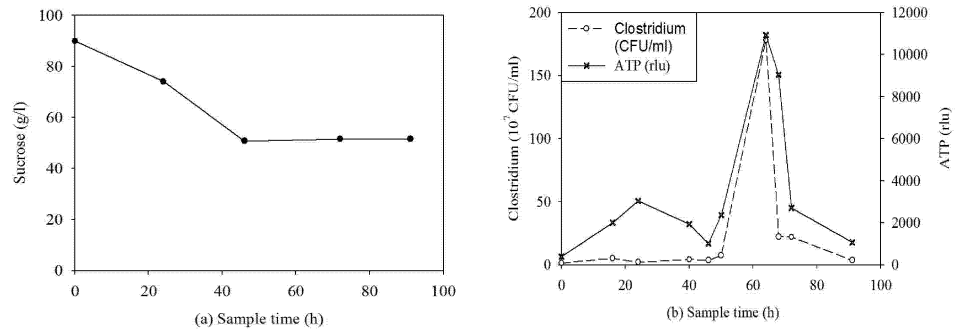 100
80
60
40
20
0
Sucrose (g/l)
0 20 40 60 80 100
(a) Sample time (h)
200
150
100
50
0
Clostridium (10² CFU/ml)
Clostridium
(CFU/ml)
ATP (rlu)
12000
10000
8000
6000
4000
2000
0
ATP (rlu)
0 20 40 60 80 100
(b) Sample time (h)